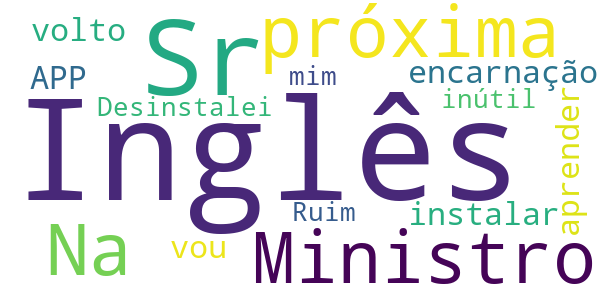 volto
Sr
próxima
APP
mim
encarnação
Desinstalei
inútil
Inglês
aprender
Ruim
instalar
Na
vou
Ministro